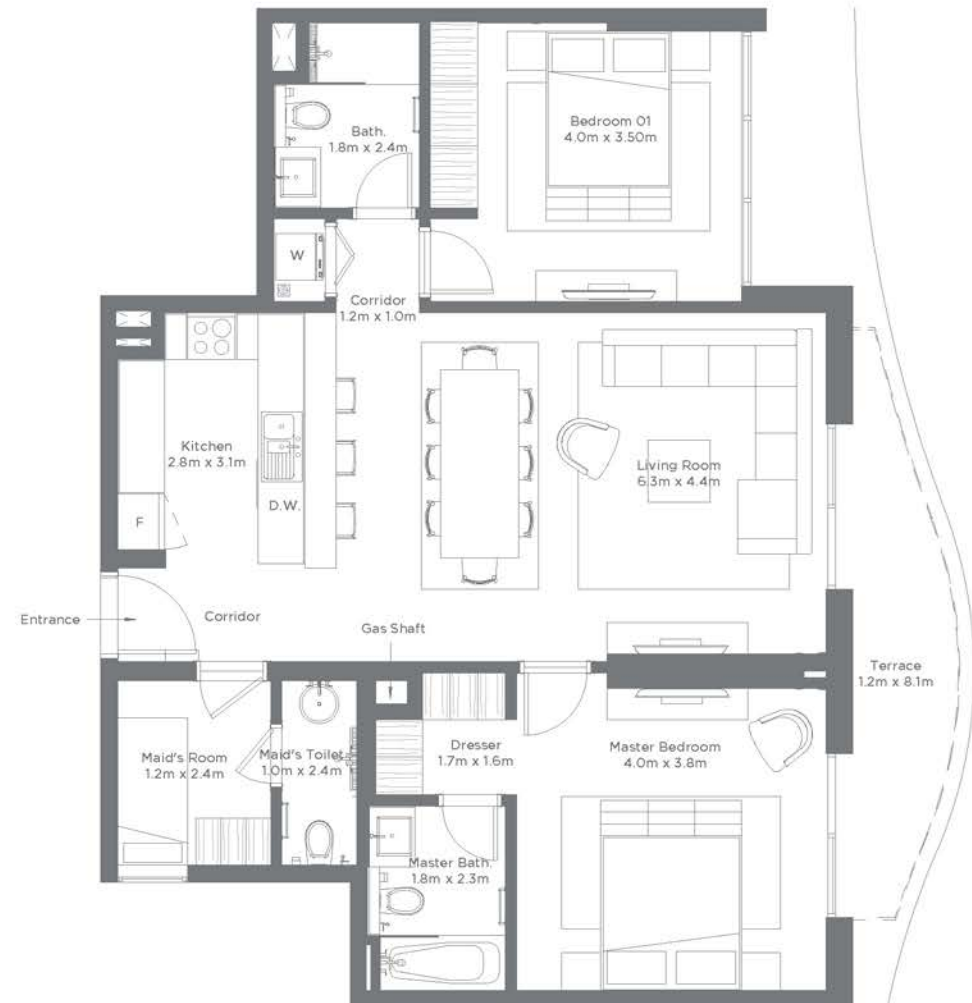 Bath.
1.8m x 2.4m
Bedroom 01
4.0m x 3.50m
W
Corridor
1.2m x 1.0m
Kitchen
2.8m x 3.1m
D.W.
F
Living Room
6.3m x 4.4m
Entrance
Corridor
Gas Shaft
Terrace
1.2m x 8.1m
Maid's Room
1.2m x 2.4m
Maid's Toilet
1.0m x 2.4m
Dresser
1.7m x 1.6m
Master Bedroom
4.0m x 3.8m
Master Bath.
1.8m x 2.3m